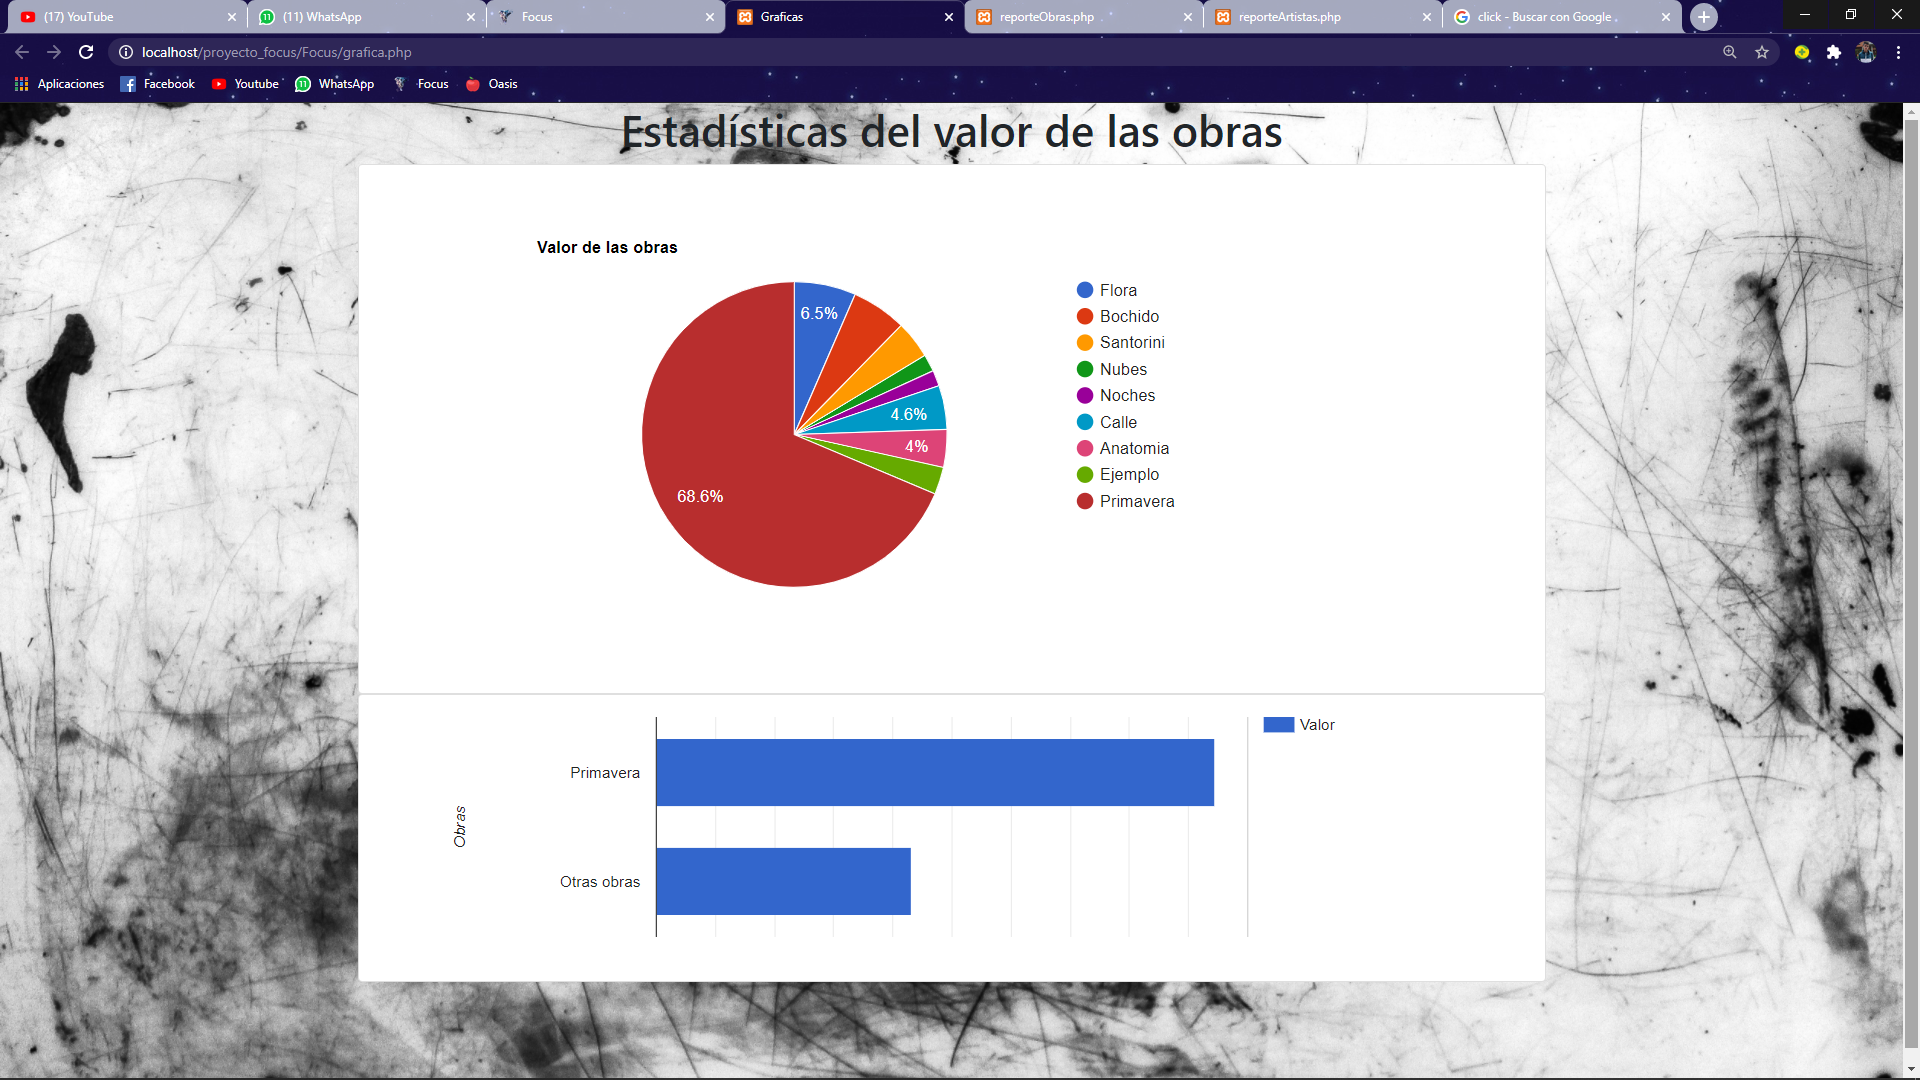 (17) YouTube
(11) WhatsApp
Focus
Graficas
reporteObras.php
reporteArtistas.php
click - Buscar con Google
localhost/proyecto_focus/Focus/grafica.php
Aplicaciones
Facebook
Youtube
WhatsApp
Focus
Oasis
Estadísticas del valor de las obras
Valor de las obras
6.5%
4.6%
4%
68.6%
Flora
Bochido
Santorini
Nubes
Noches
Calle
Anatomia
Ejemplo
Primavera
Valor
Primavera
Obras
Otras obras